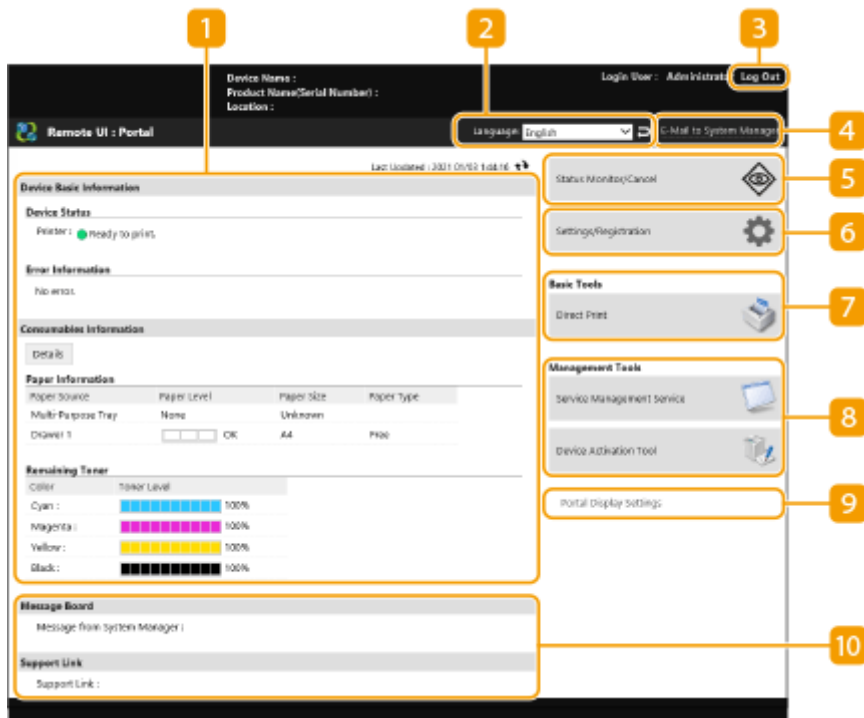 1
2
3
Device Name :
Product Name(Serial Number) :
Location :
Login User : Administrator Log Out
Remote UI : Portal
Language: English
E-Mail to System Manager
4
Last Updated : 2021 01/03
Device Basic Information
Device Status
Printer : Ready to print.
Error Information
No error.
Consumables Information
Details
Paper Information
Paper Source Paper Level Paper Size Paper Type
Multi-Purpose Tray None Unknown
Drawer 1 OK A4
Remaining Toner
Color Toner Level
Cyan : 100%
Magenta : 100%
Yellow : 100%
Black : 100%
Status Monitor/Cancel
5
Settings/Registration
6
Basic Tools
Direct Print
7
Management Tools
Service Management Service
Device Activation Tool
8
Portal Display Settings
9
Message Board
Message from System Manager :
Support Link
Support Link :
10